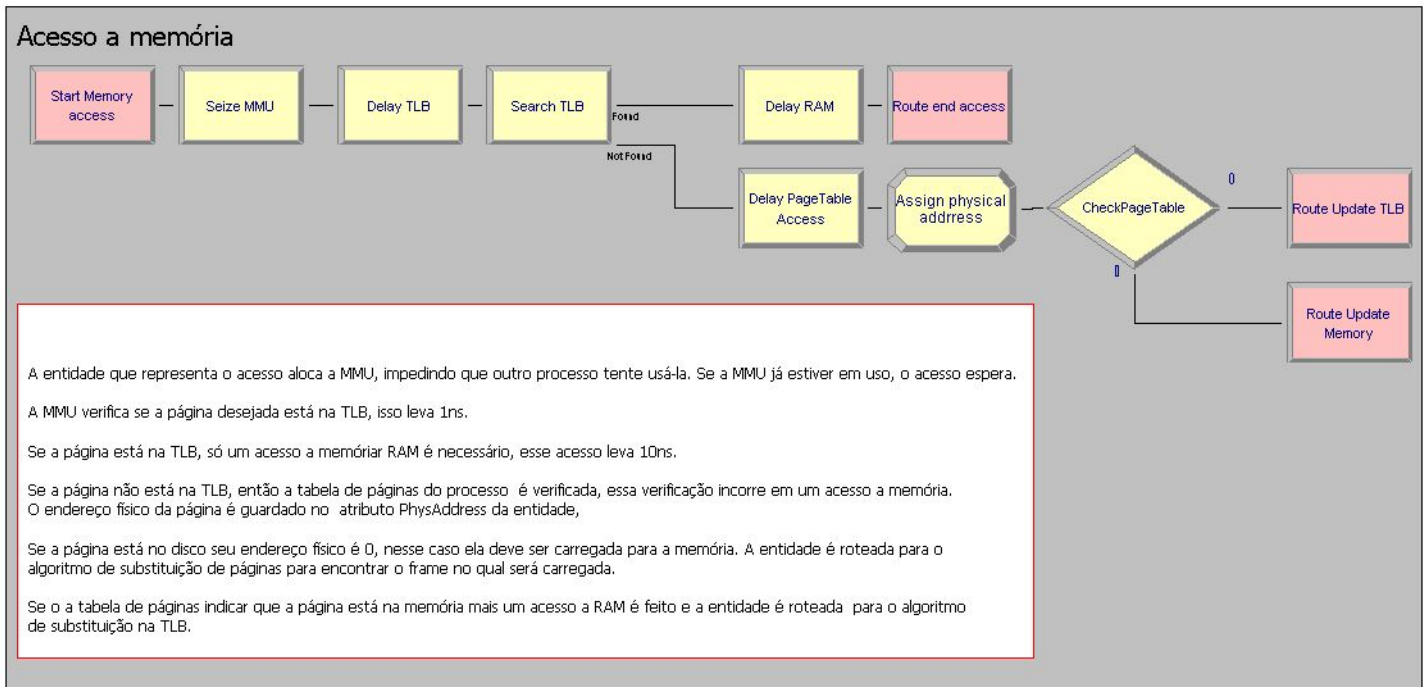 Acesso a memória
Start Memory
access
Seize MMU
Delay TLB
Search TLB
Found
Not Found
Delay RAM
Route end access
Delay PageTable
Access
Assign physical
addrress
CheckPageTable
0
0
Route Update TLB
Route Update
Memory
A entidade que representa o acesso aloca a MMU, impedindo que outro processo tente usá-la. Se a MMU já estiver em uso, o acesso espera.
A MMU verifica se a página desejada está na TLB, isso leva 1ns.
Se a página está na TLB, só um acesso a memóriar RAM é necessário, esse acesso leva 10ns.
Se a página não está na TLB, então a tabela de páginas do processo é verificada, essa verificação incorre em um acesso a memória.
O endereço físico da página é guardado no atributo PhysAddress da entidade,
Se a página está no disco seu endereço físico é 0, nesse caso ela deve ser carregada para a memória. A entidade é roteada para o
algoritmo de substituição de páginas para encontrar o frame no qual será carregada.
Se o a tabela de páginas indicar que a página está na memória mais um acesso a RAM é feito e a entidade é roteada para o algoritmo
de substituição na TLB.